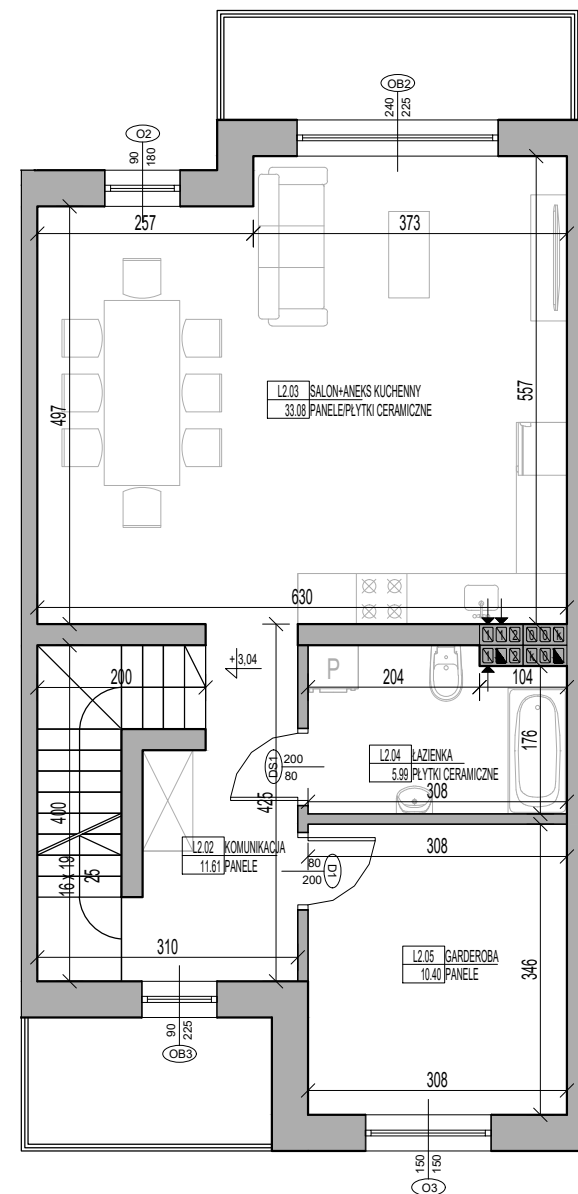 OB2
240
225
O2
90
180
257
373
497
557
L2.03 SALON+ANEKS KUCHENNY
33.08 PANELE/PŁYTKI CERAMICZNE
630
+3,04
200
P
204
104
176
L2.04 ŁAZIENKA
5.99 PŁYTKI CERAMICZNE
308
DS1
200
80
425
400
16 x 19
25
L2.02 KOMUNIKACJA
11.61 PANELE
308
80
200
D1
310
L2.05 GARDEROBA
10.40 PANELE
346
90
225
OB3
308
150
150
O3